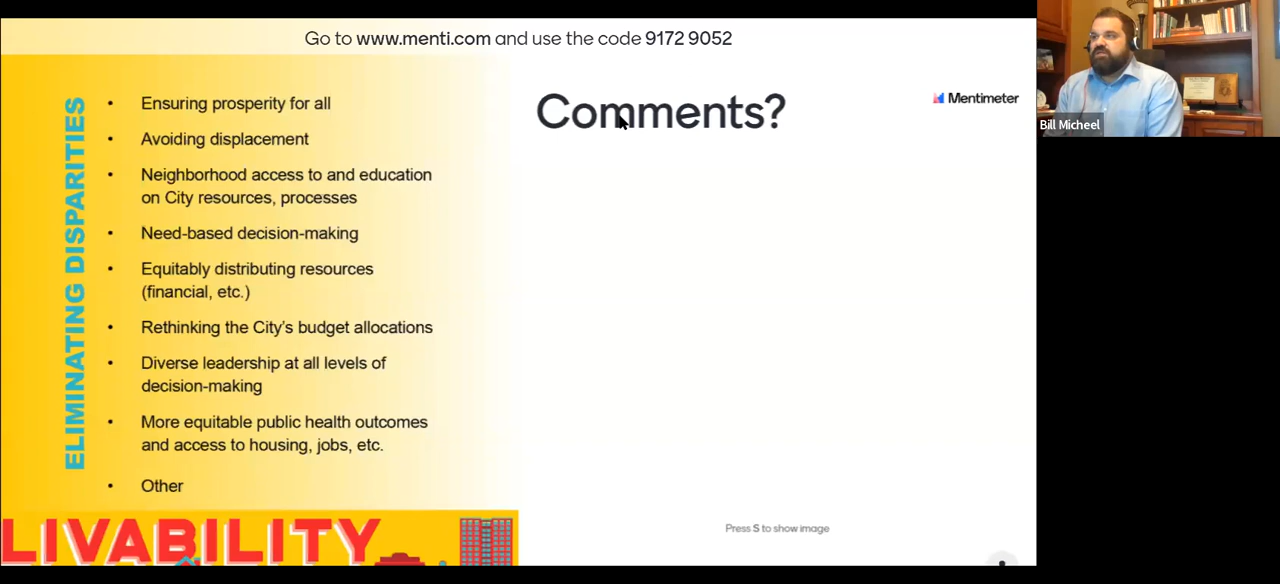 Go to www.menti.com and use the code 9172 9052
ELIMINATING DISPARITIES
• Ensuring prosperity for all
• Avoiding displacement
• Neighborhood access to and education
on City resources, processes
• Need-based decision-making
• Equitably distributing resources
(financial, etc.)
• Rethinking the City's budget allocations
• Diverse leadership at all levels of
decision-making
• More equitable public health outcomes
and access to housing, jobs, etc.
• Other
LIVABILITY
Comments?
Mentimeter
Press S to show image
Bill Micheel